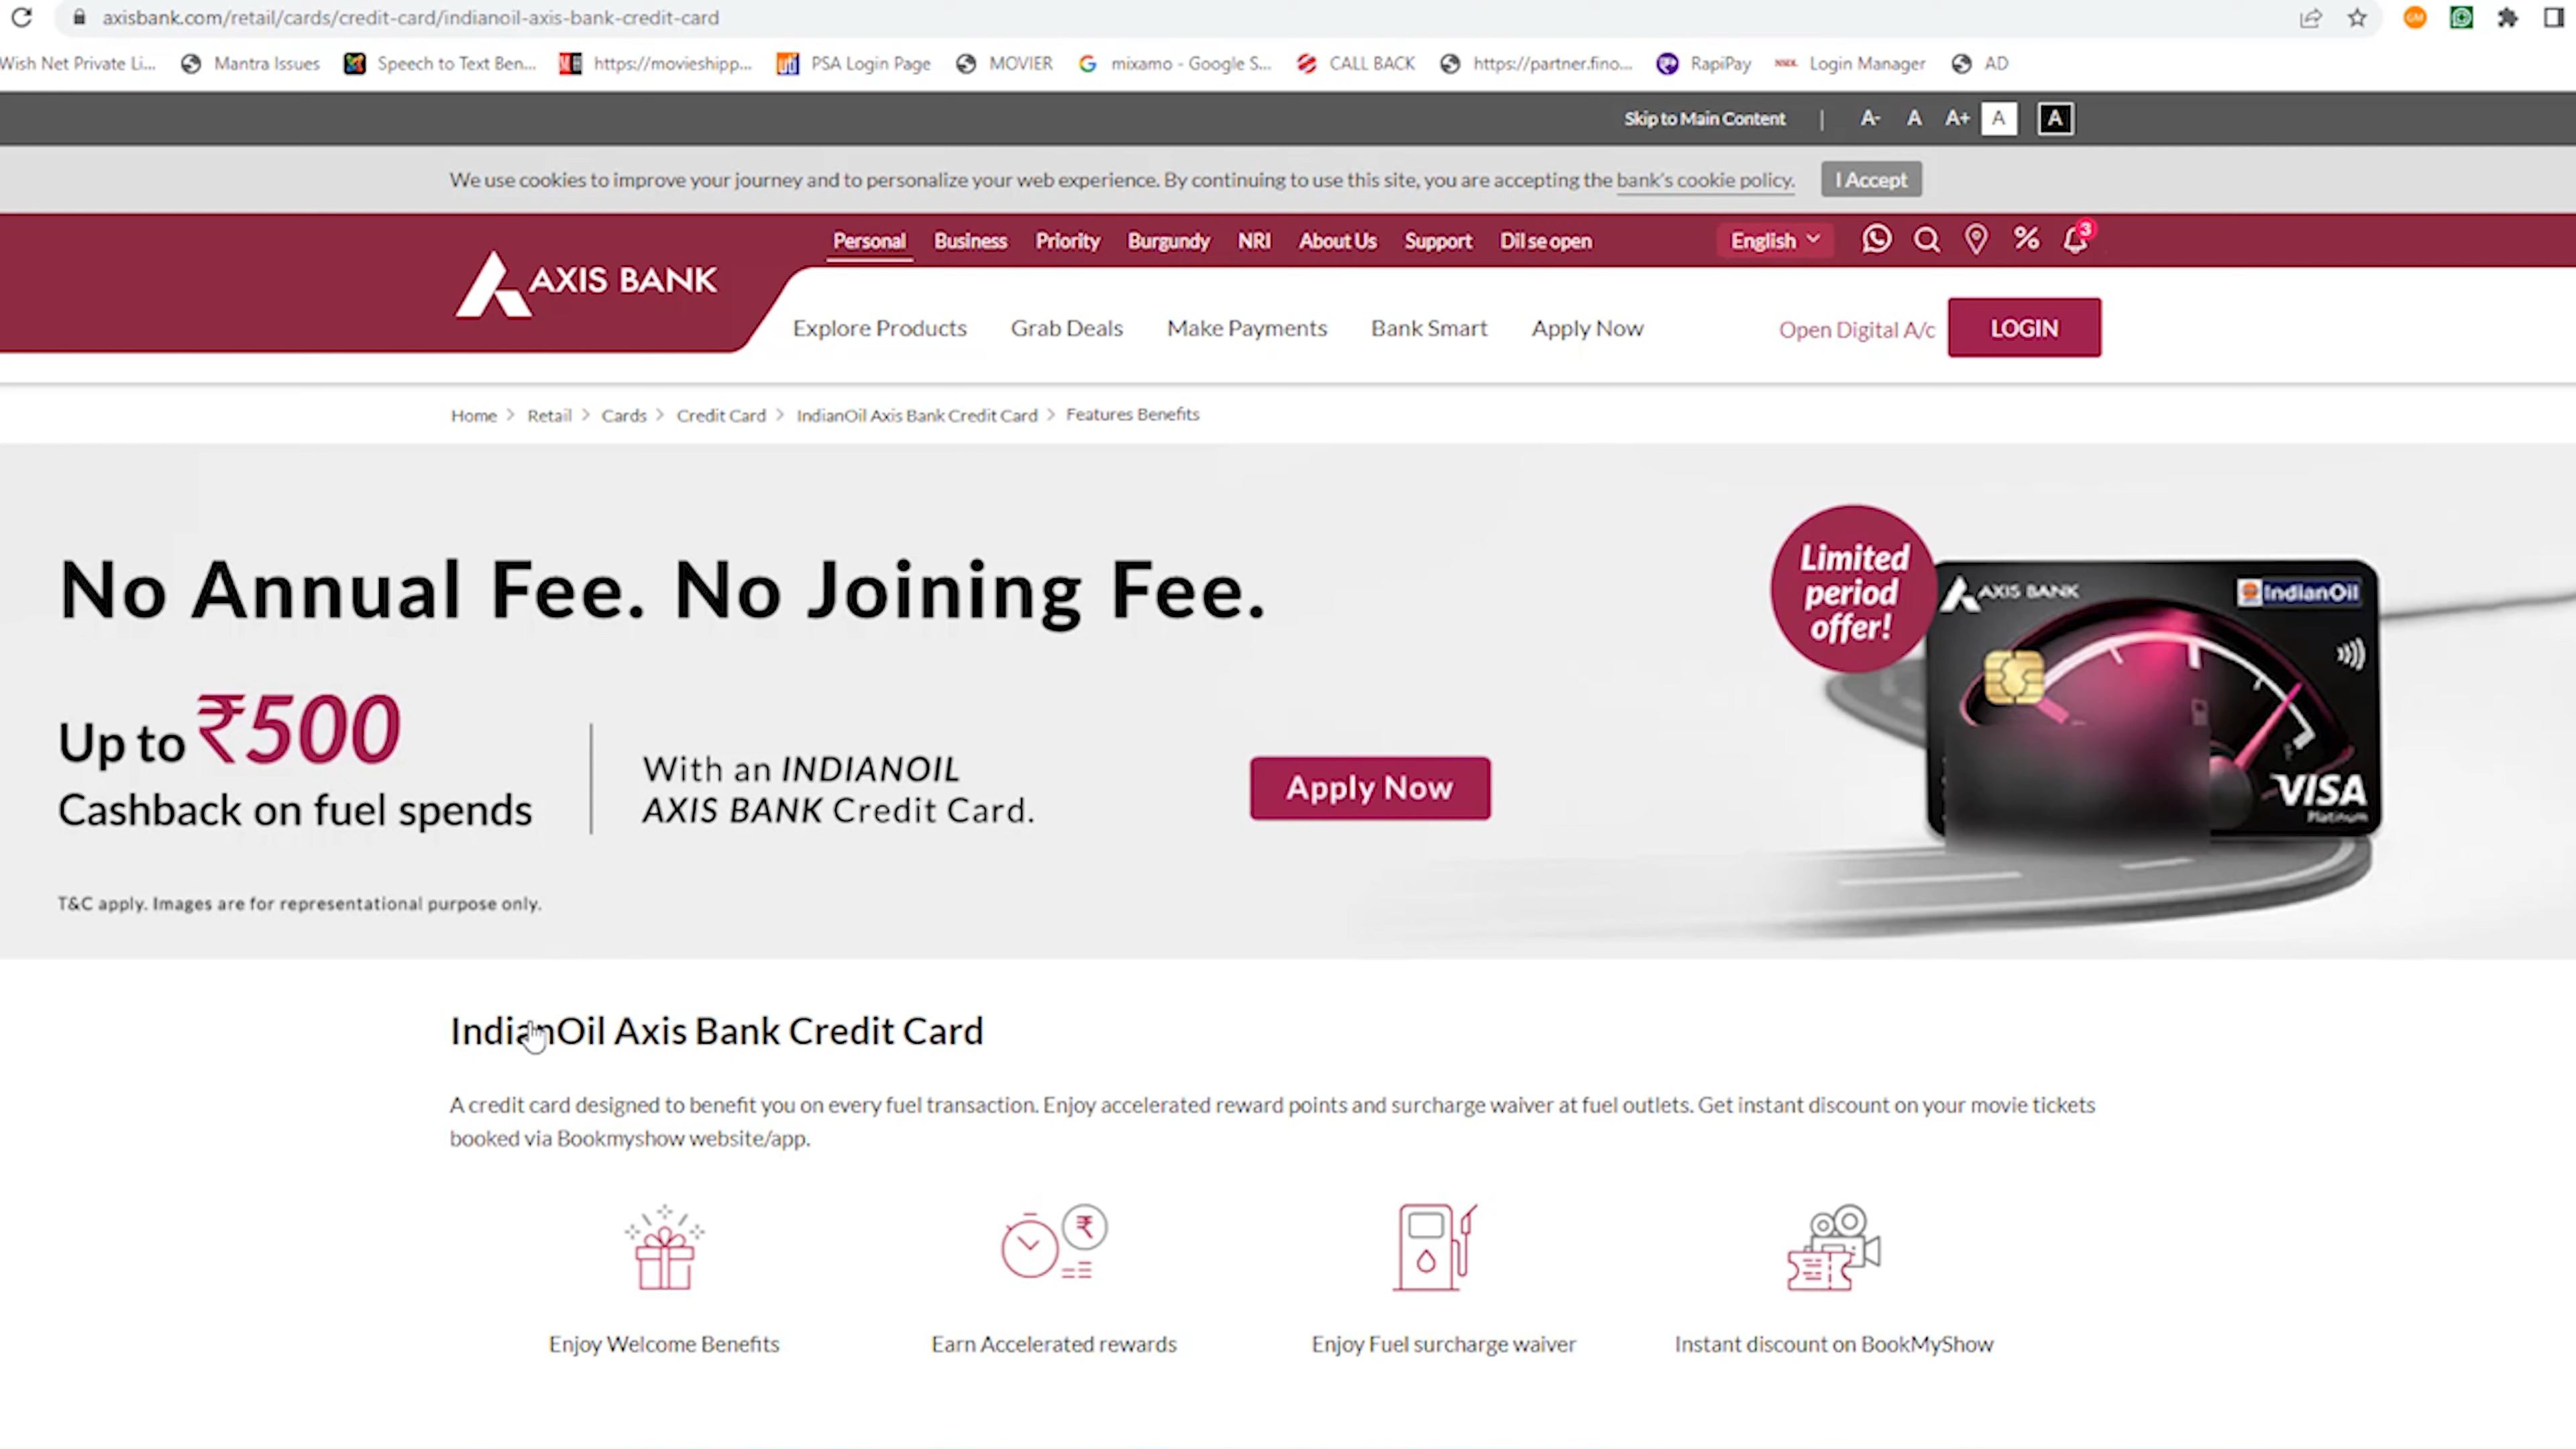 axisbank.com/retail/cards/credit-card/indianoil-axis-bank-credit-card
Wish Net Private Li... Mantra Issues Speech to Text Ben... https://movieshipp... PSA Login Page MOVIER mixamo - Google S... CALL BACK https://partner.fino... RapiPay Login Manager AD
Skip to Main Content | A- A A+ A A
We use cookies to improve your journey and to personalize your web experience. By continuing to use this site, you are accepting the bank's cookie policy. I Accept
Personal Business Priority Burgundy NRI About Us Support Dil se open English 3
AXIS BANK
Explore Products Grab Deals Make Payments Bank Smart Apply Now Open Digital A/c LOGIN
Home > Retail > Cards > Credit Card > IndianOil Axis Bank Credit Card > Features Benefits
No Annual Fee. No Joining Fee.
Up to ₹500
Cashback on fuel spends
With an INDIANOIL
AXIS BANK Credit Card.
Apply Now
Limited
period
offer!
AXIS BANK IndianOil
VISA
Platinum
T&C apply. Images are for representational purpose only.
IndianOil Axis Bank Credit Card
A credit card designed to benefit you on every fuel transaction. Enjoy accelerated reward points and surcharge waiver at fuel outlets. Get instant discount on your movie tickets
booked via Bookmyshow website/app.
Enjoy Welcome Benefits Earn Accelerated rewards Enjoy Fuel surcharge waiver Instant discount on BookMyShow